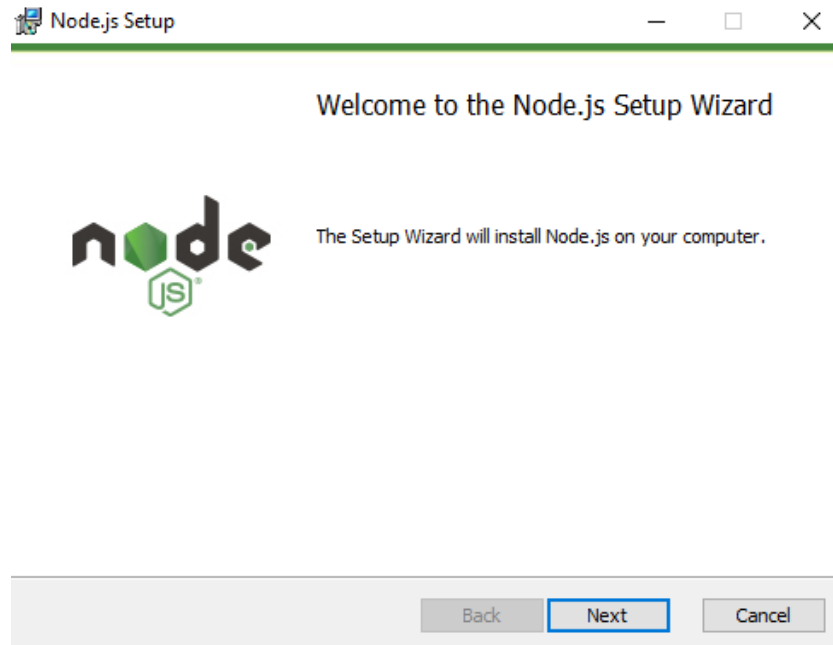 Node.js Setup
Welcome to the Node.js Setup Wizard
node
JS®
The Setup Wizard will install Node.js on your computer.
Back
Next
Cancel